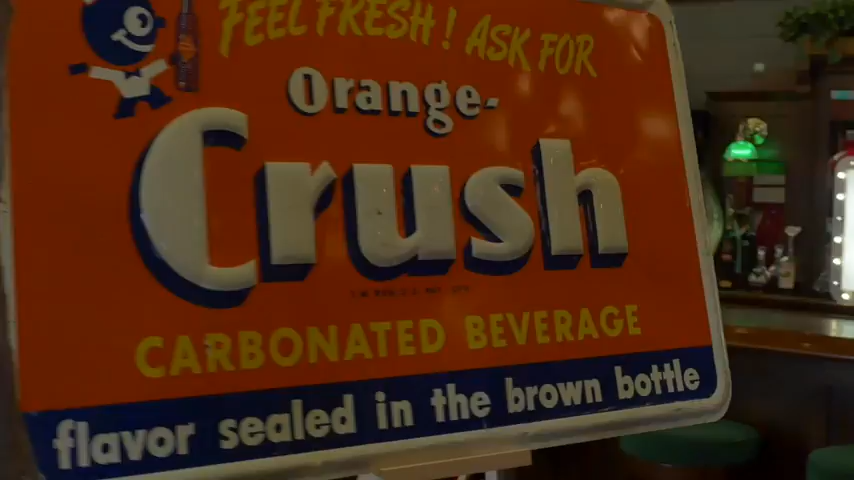 FEEL FRESH! ASK FOR
Orange-
Crush
CARBONATED BEVERAGE
flavor sealed in the brown bottle